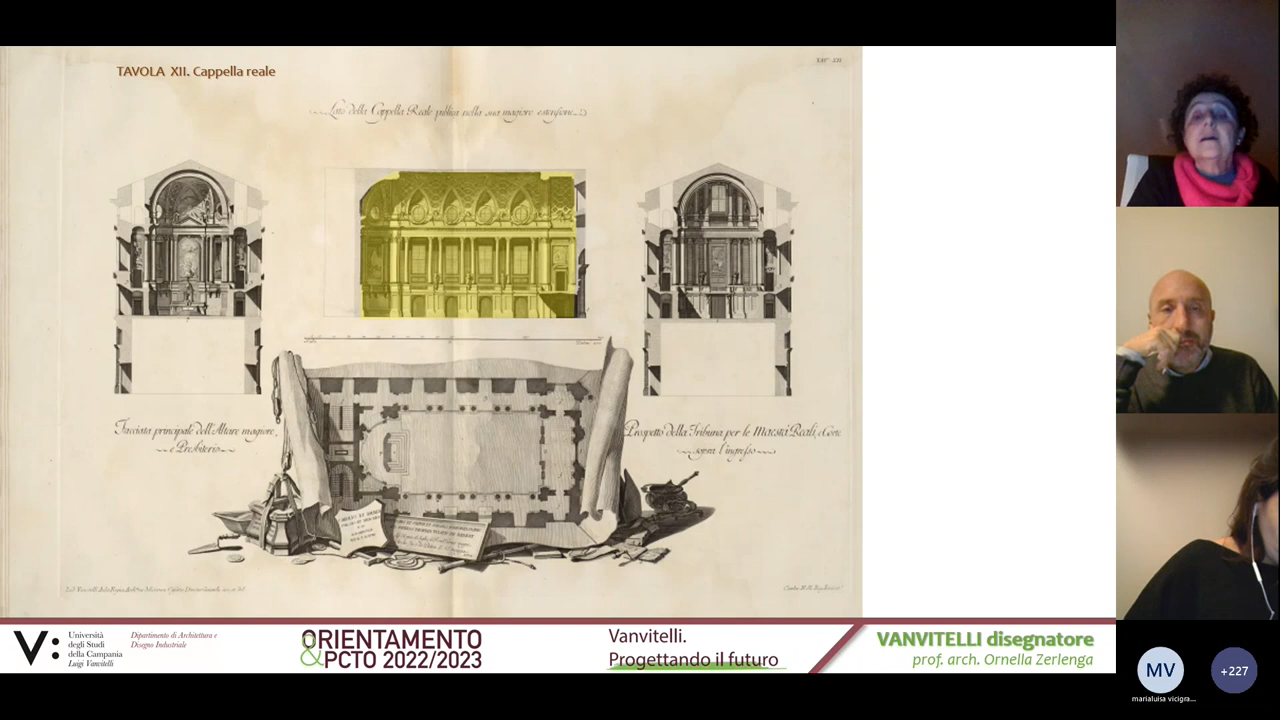 TAVOLA XII. Cappella reale
Lato della Cappella Reale publica nella sua magiore estensione
Facciata principale dell'Altare magiore,
e Presbiterio
Prospetto della Tribuna per le Maestà Reali, e Corte
sopra l'ingresso
V:
Università
degli Studi
della Campania
Luigi Vanvitelli
Dipartimento di Architettura e
Disegno Industriale
ORIENTAMENTO
&PCTO 2022/2023
Vanvitelli.
Progettando il futuro
VANVITELLI disegnatore
prof. arch. Ornella Zerlenga
MV
marialuisa vicigra...
+227